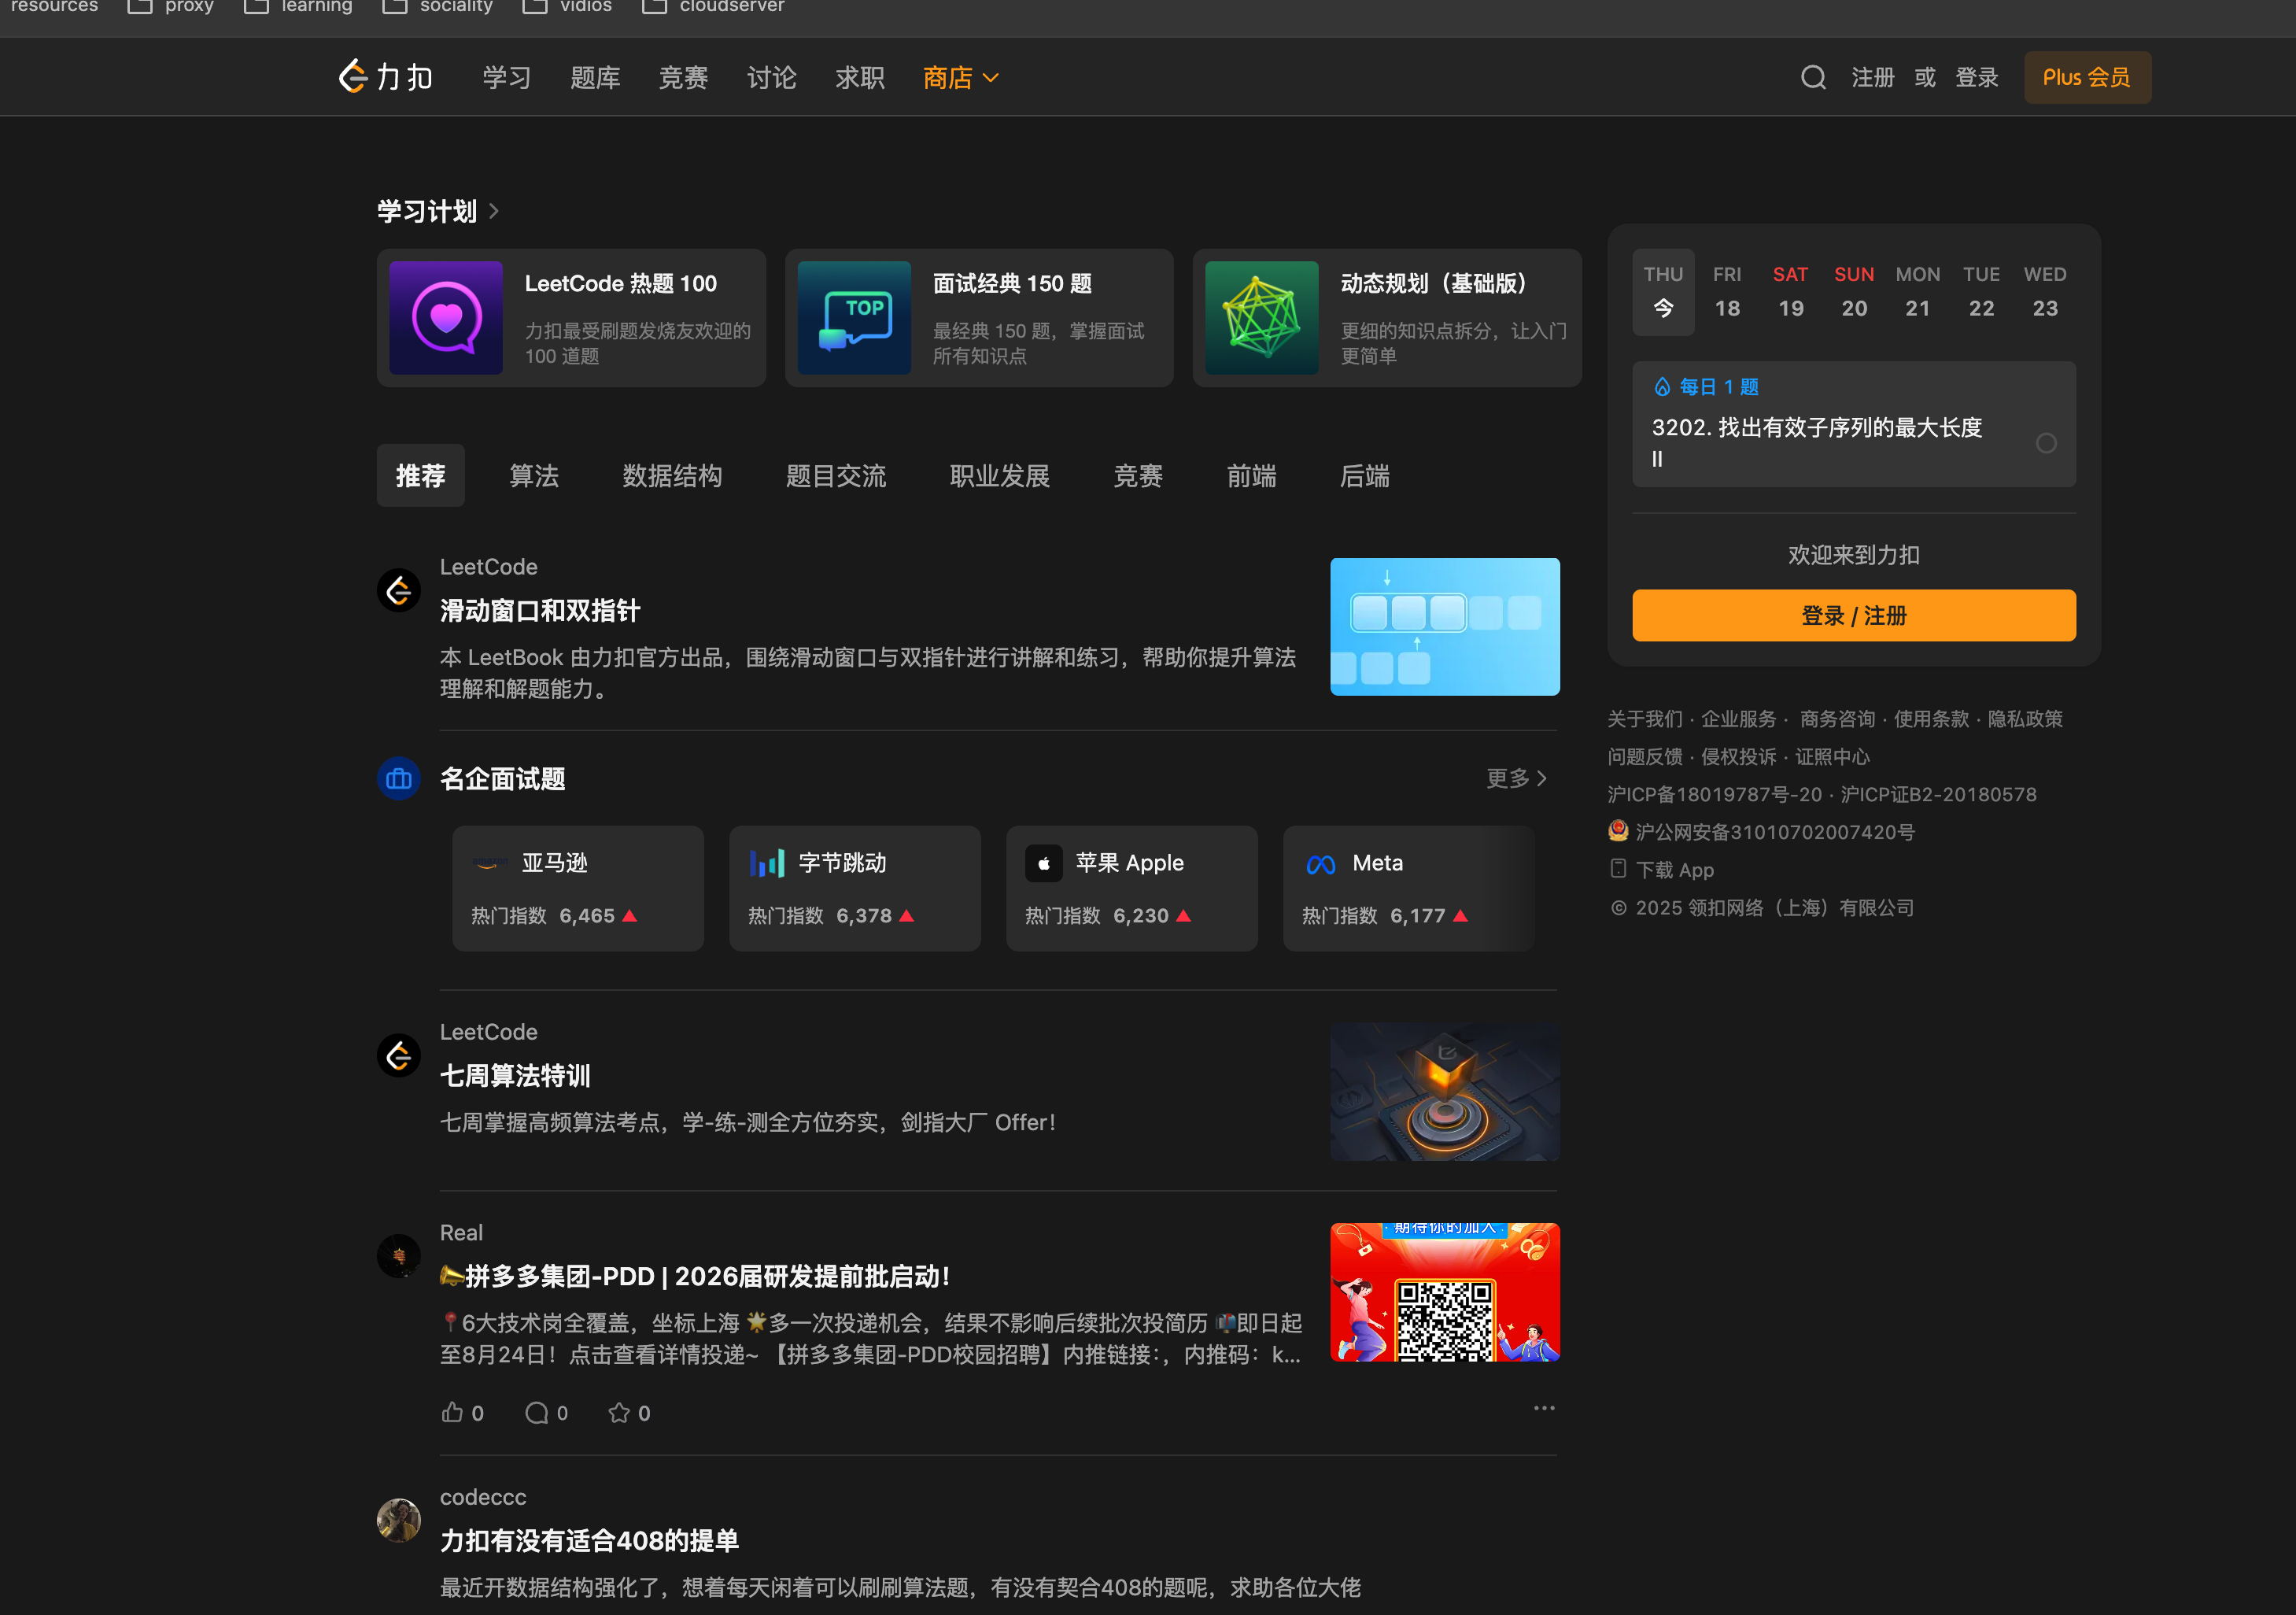 resources proxy learning sociality vidios cloudserver
力扣 学习 题库 竞赛 讨论 求职 商店 注册 或 登录 Plus 会员
学习计划
LeetCode 热题 100
力扣最受刷题发烧友欢迎的
100 道题
TOP
面试经典 150 题
最经典 150 题，掌握面试
所有知识点
动态规划（基础版）
更细的知识点拆分，让入门
更简单
推荐 算法 数据结构 题目交流 职业发展 竞赛 前端 后端
LeetCode
滑动窗口和双指针
本 LeetBook 由力扣官方出品，围绕滑动窗口与双指针进行讲解和练习，帮助你提升算法
理解和解题能力。
名企面试题 更多
amazon 亚马逊
热门指数 6,465
字节跳动
热门指数 6,378
苹果 Apple
热门指数 6,230
Meta
热门指数 6,177
LeetCode
七周算法特训
七周掌握高频算法考点，学-练-测全方位夯实，剑指大厂 Offer！
Real
拼多多集团-PDD | 2026届研发提前批启动！
6大技术岗全覆盖，坐标上海 🌟多一次投递机会，结果不影响后续批次投简历 📬即日起
至8月24日！点击查看详情投递~ 【拼多多集团-PDD校园招聘】内推链接：，内推码：k...
·期待你的加入·
0 0 0
codeccc
力扣有没有适合408的提单
最近开数据结构强化了，想着每天闲着可以刷刷算法题，有没有契合408的题呢，求助各位大佬
THU FRI SAT SUN MON TUE WED
今 18 19 20 21 22 23
每日 1 题
3202. 找出有效子序列的最大长度
II
欢迎来到力扣
登录 / 注册
关于我们 · 企业服务 · 商务咨询 · 使用条款 · 隐私政策
问题反馈 · 侵权投诉 · 证照中心
沪ICP备18019787号-20 · 沪ICP证B2-20180578
沪公网安备31010702007420号
下载 App
© 2025 领扣网络（上海）有限公司